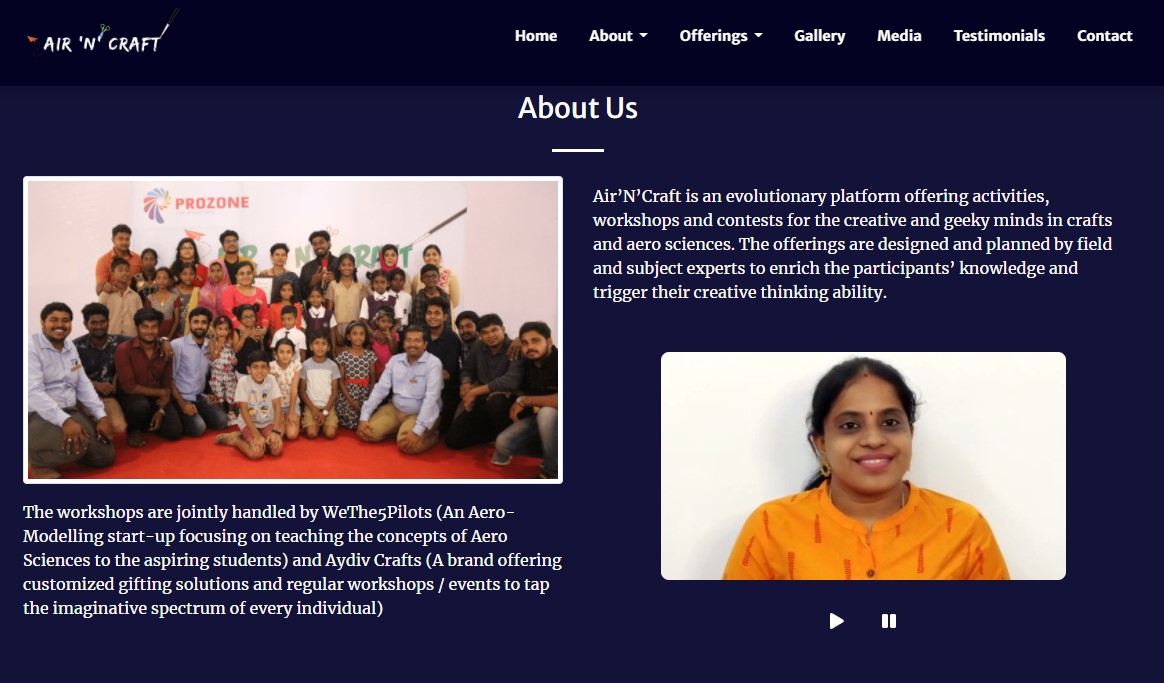 AIR 'N' CRAFT
Home
About
Offerings
Gallery
Media
Testimonials
Contact
About Us
PROZONE
Air’N’Craft is an evolutionary platform offering activities,
workshops and contests for the creative and geeky minds in crafts
and aero sciences. The offerings are designed and planned by field
and subject experts to enrich the participants’ knowledge and
trigger their creative thinking ability.
The workshops are jointly handled by WeThe5Pilots (An Aero-
Modelling start-up focusing on teaching the concepts of Aero
Sciences to the aspiring students) and Aydiv Crafts (A brand offering
customized gifting solutions and regular workshops / events to tap
the imaginative spectrum of every individual)